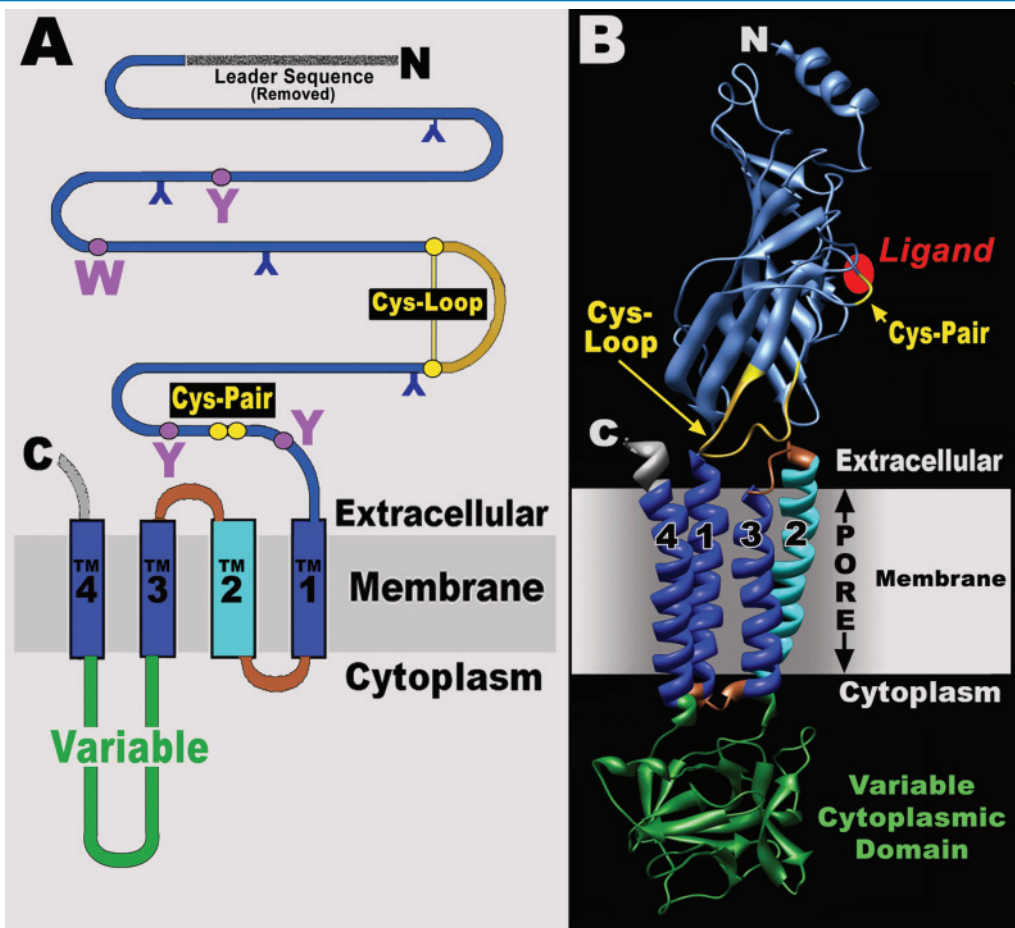 A
N
Leader Sequence
(Removed)
Y
W
Cys-Loop
Cys-Pair
Y
Y
C
Extracellular
TM
4
TM
3
TM
2
TM
1
Membrane
Cytoplasm
Variable
B
N
Ligand
Cys-Pair
Cys-
Loop
C
Extracellular
4
1
3
2
PORE
Membrane
Cytoplasm
Variable
Cytoplasmic
Domain